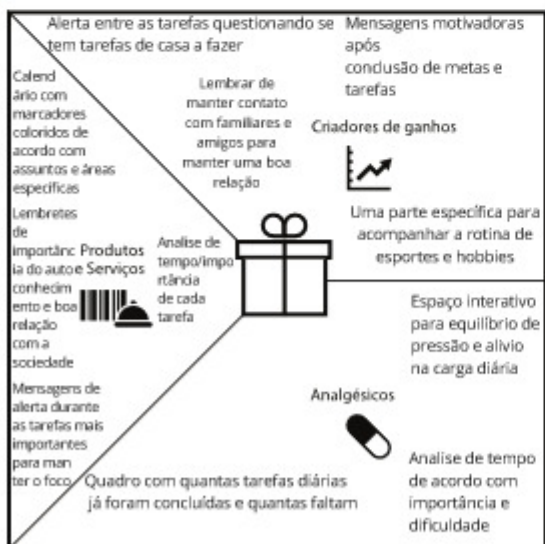 Alerta entre as tarefas questionando se
tem tarefas de casa a fazer
Mensagens motivadoras
após
conclusão de metas e
tarefas
Lembrar de
manter contato
com familiares e
amigos para
manter uma boa
relação
Criadores de ganhos
Uma parte específica para
acompanhar a rotina de
esportes e hobbies
Calend
ário com
marcadores
coloridos de
acordo com
assuntos e áreas
específicas
Lembretes
de
importânc
ia do auto
conhecim
ento e boa
relação
com a
sociedade
Produtos
e Serviços
Analise de
tempo/impo
rtância
de cada
tarefa
Mensagens de
alerta durante
as tarefas mais
importantes
para man
ter o foco
Espaço interativo
para equilíbrio de
pressão e alivio
na carga diária
Analgésicos
Analise de tempo
de acordo com
importância e
dificuldade
Quadro com quantas tarefas diárias
já foram concluídas e quantas faltam